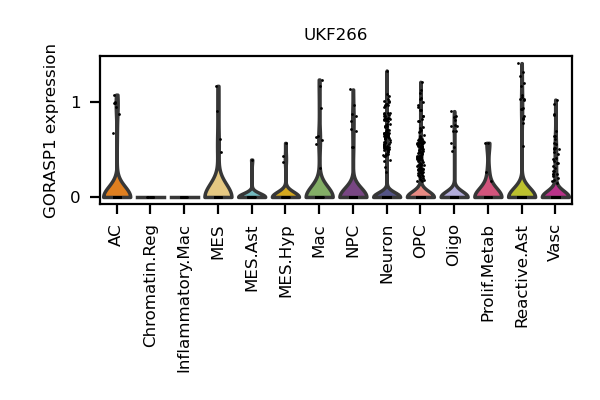 UKF266
GORASP1 expression
1
0
AC
Chromatin.Reg
Inflammatory.Mac
MES
MES.Ast
MES.Hyp
Mac
NPC
Neuron
OPC
Oligo
Prolif.Metab
Reactive.Ast
Vasc